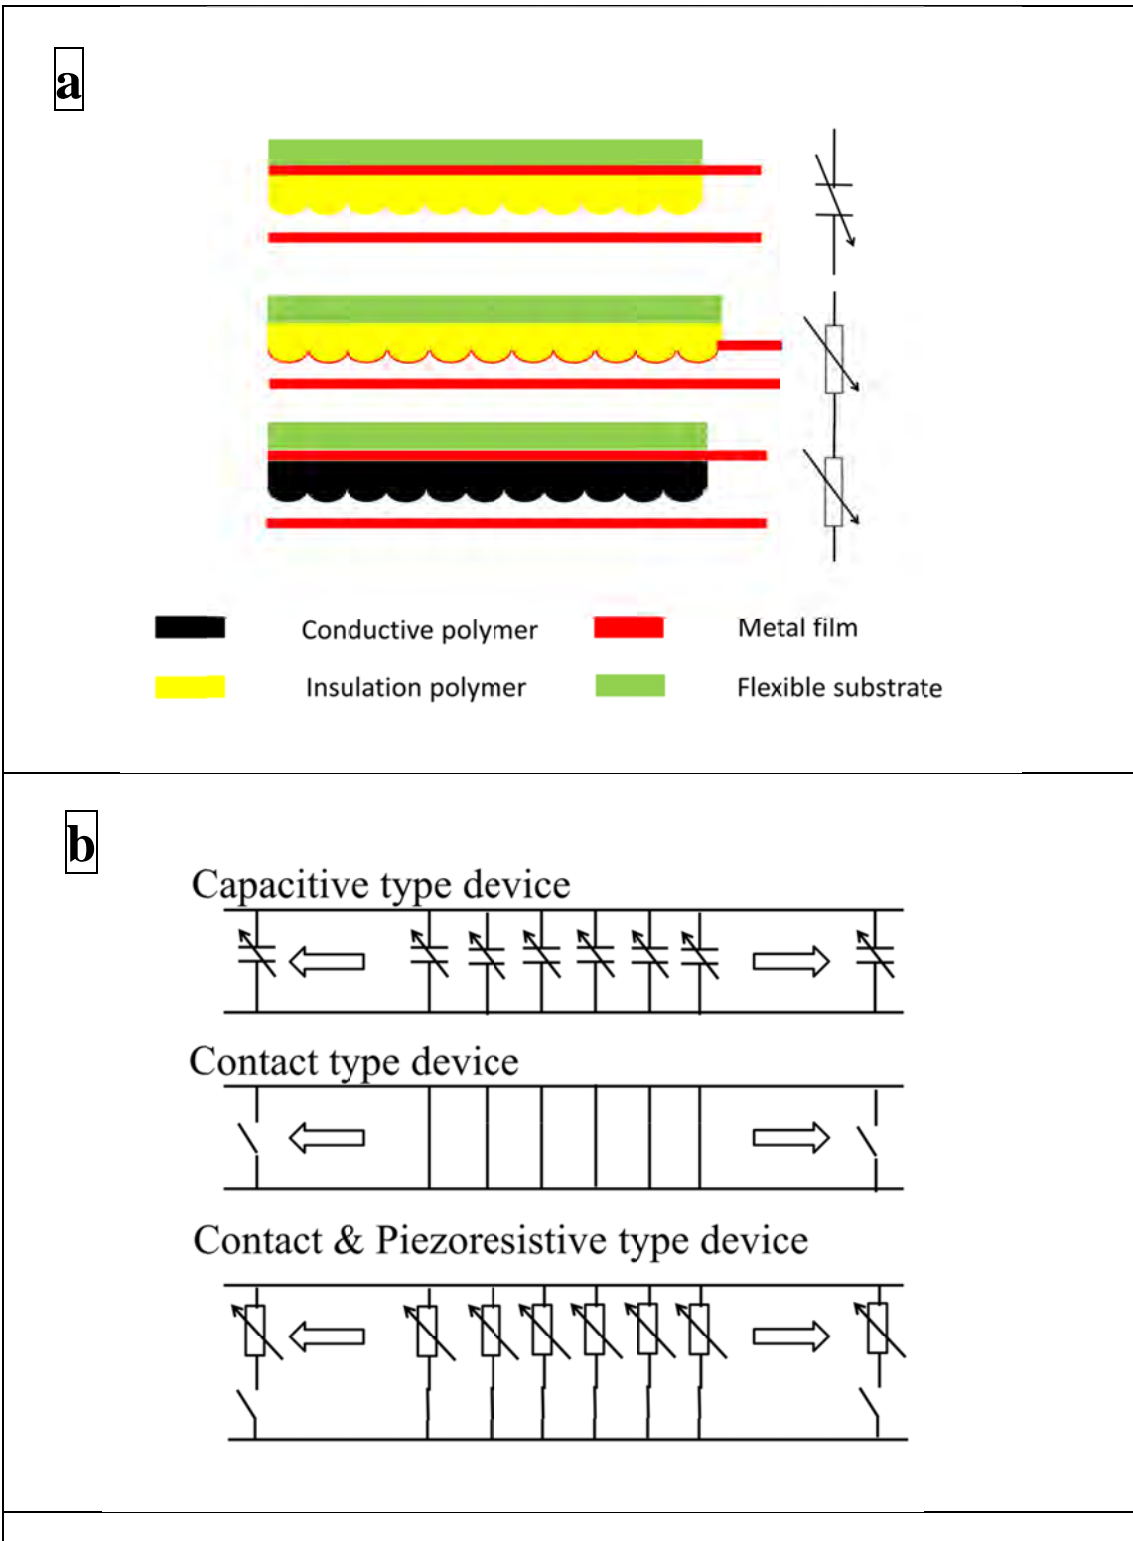 a
Conductive polymer
Metal film
Insulation polymer
Flexible substrate
b
Capacitive type device
Contact type device
Contact & Piezoresistive type device